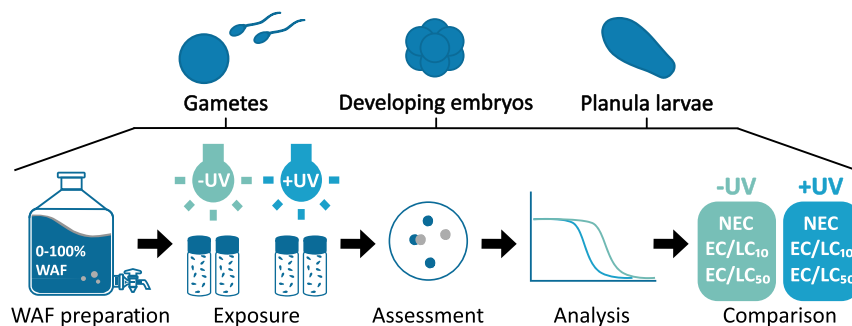 Gametes
Developing embryos
Planula larvae
-UV
+UV
-UV
+UV
0-100%
WAF
NEC
EC/LC₁₀
EC/LC₅₀
NEC
EC/LC₁₀
EC/LC₅₀
WAF preparation
Exposure
Assessment
Analysis
Comparison